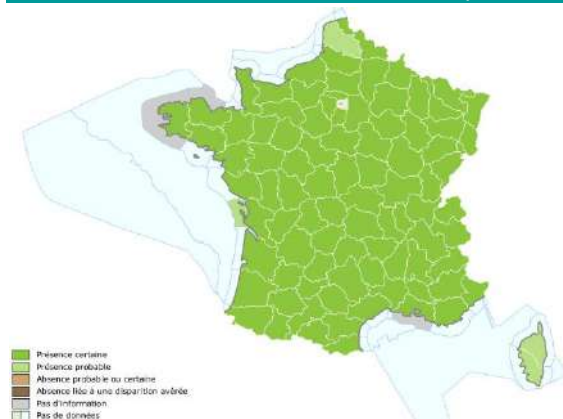 Présence certaine
Présence probable
Absence probable ou certaine
Absence liée à une disparition avérée
Pas d'information
Pas de données